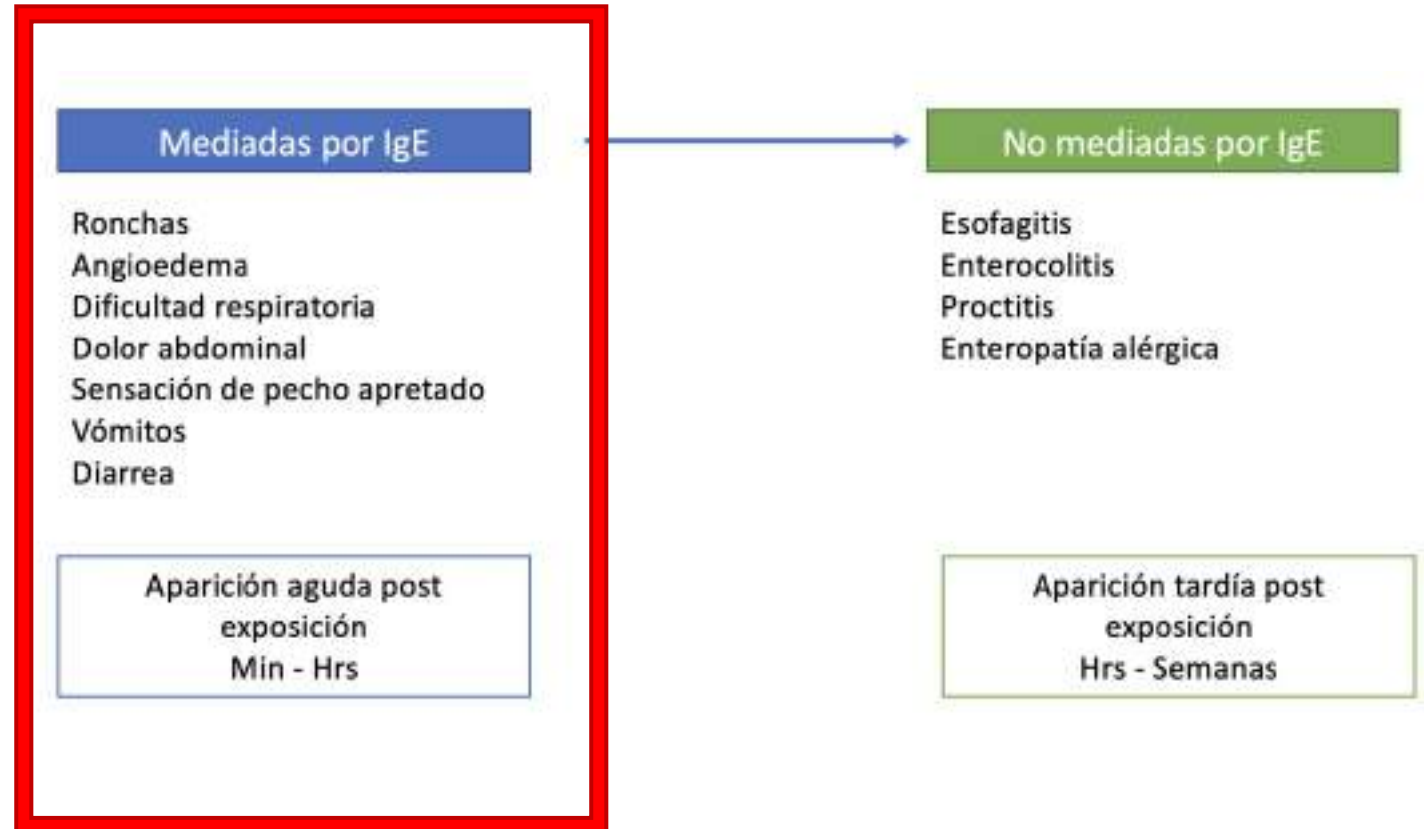 Mediadas por IgE
Ronchas
Angioedema
Dificultad respiratoria
Dolor abdominal
Sensación de pecho apretado
Vómitos
Diarrea
Aparición aguda post
exposición
Min - Hrs
No mediadas por IgE
Esofagitis
Enterocolitis
Proctitis
Enteropatía alérgica
Aparición tardía post
exposición
Hrs - Semanas